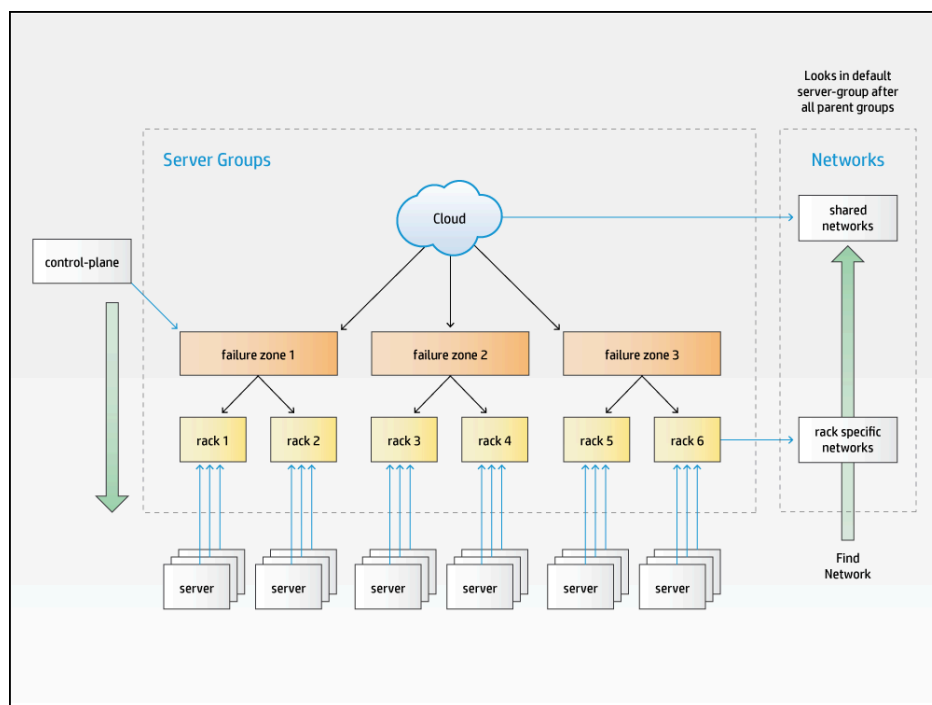 Looks in default
server-group after
all parent groups
Server Groups
Networks
Cloud
shared
networks
control-plane
failure zone 1
failure zone 2
failure zone 3
rack 1
rack 2
rack 3
rack 4
rack 5
rack 6
rack specific
networks
Find
Network
server
server
server
server
server
server